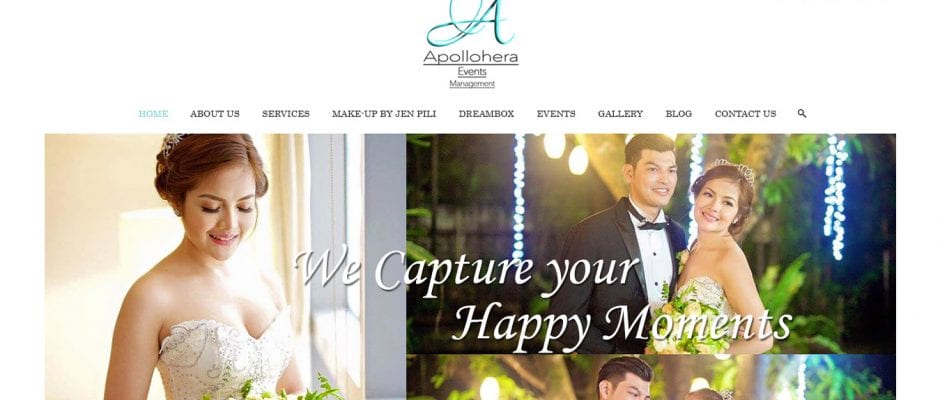 A
Apollohera
Events
Management
HOME ABOUT US SERVICES MAKE-UP BY JEN PILI DREAMBOX EVENTS GALLERY BLOG CONTACT US
We Capture your
Happy Moments